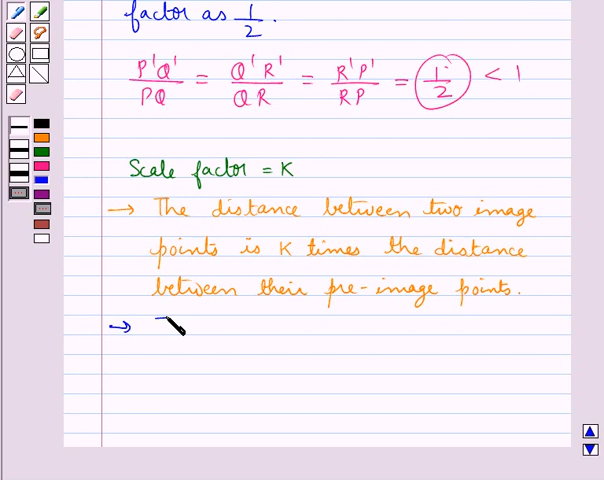 factor as 1/2.
P'Q'/PQ = Q'R'/QR = R'P'/RP = 1/2 < 1
Scale factor = K
→ The distance between two image
points is K times the distance
between their pre-image points.
→